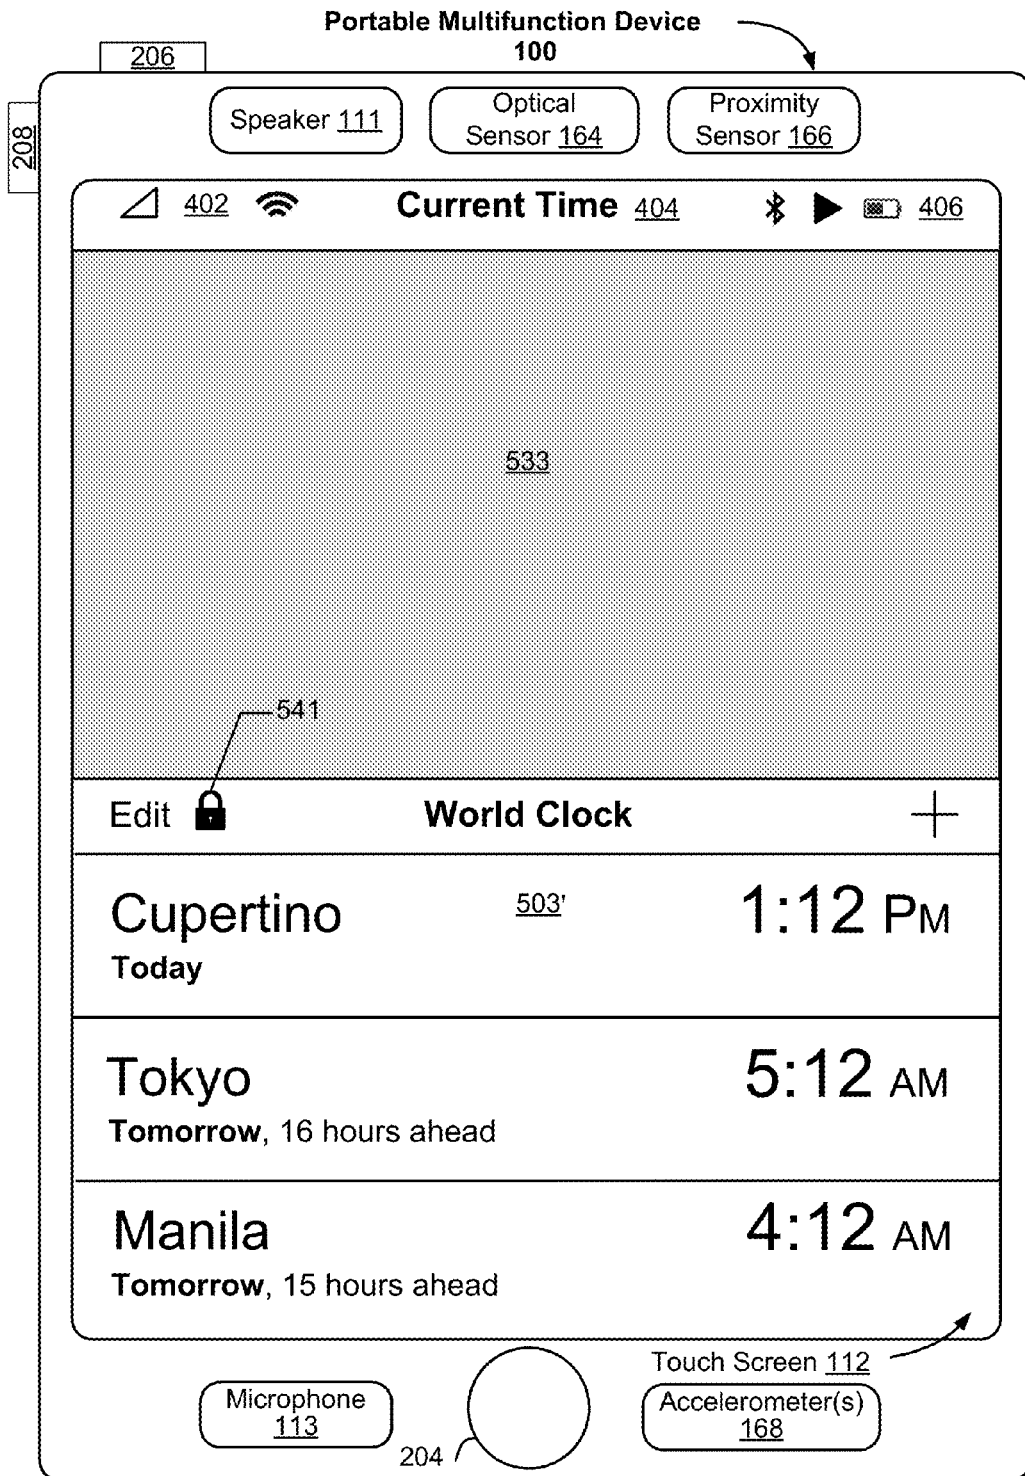 Portable Multifunction Device
100
206
208
Speaker 111
Optical
Sensor 164
Proximity
Sensor 166
402
Current Time 404
406
533
541
Edit
World Clock
Cupertino
503'
1:12 PM
Today
Tokyo
5:12 AM
Tomorrow, 16 hours ahead
Manila
4:12 AM
Tomorrow, 15 hours ahead
Touch Screen 112
Microphone
113
204
Accelerometer(s)
168